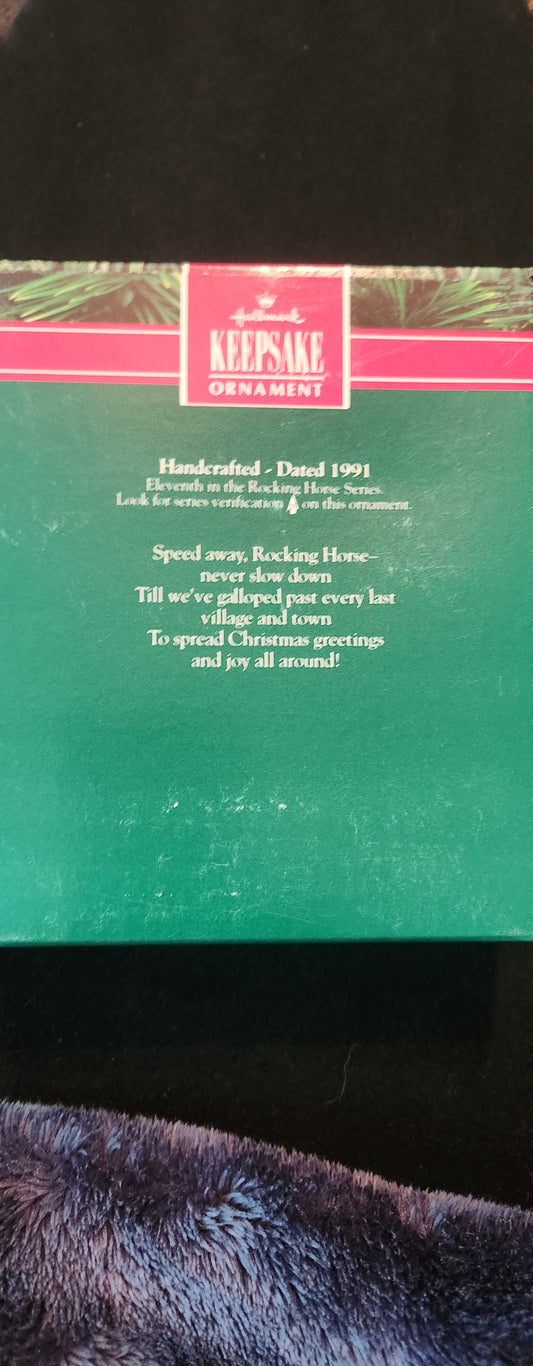 Hallmark
KEEPSAKE
ORNAMENT
Handcrafted - Dated 1991
Eleventh in the Rocking Horse Series.
Look for series verification on this ornament.
Speed away, Rocking Horse—
never slow down
Till we've galloped past every last
village and town
To spread Christmas greetings
and joy all around!